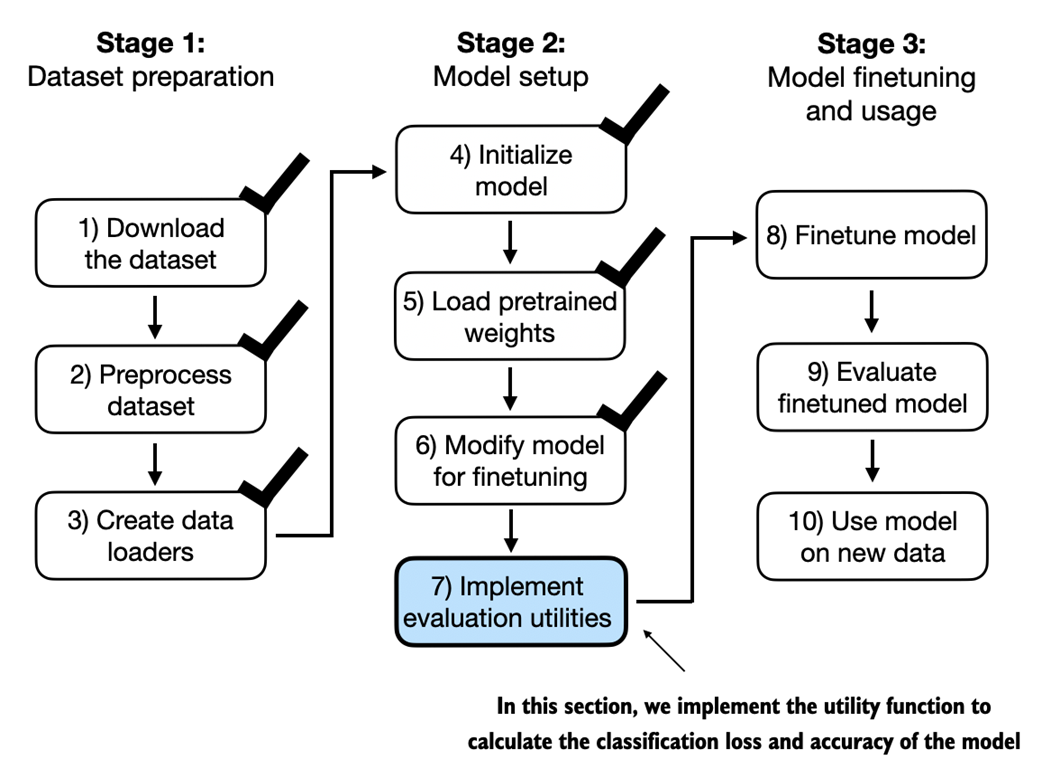 Stage 1:
Dataset preparation
1) Download
the dataset
2) Preprocess
dataset
3) Create data
loaders
Stage 2:
Model setup
4) Initialize
model
5) Load pretrained
weights
6) Modify model
for finetuning
7) Implement
evaluation utilities
Stage 3:
Model finetuning
and usage
8) Finetune model
9) Evaluate
finetuned model
10) Use model
on new data
In this section, we implement the utility function to
calculate the classification loss and accuracy of the model